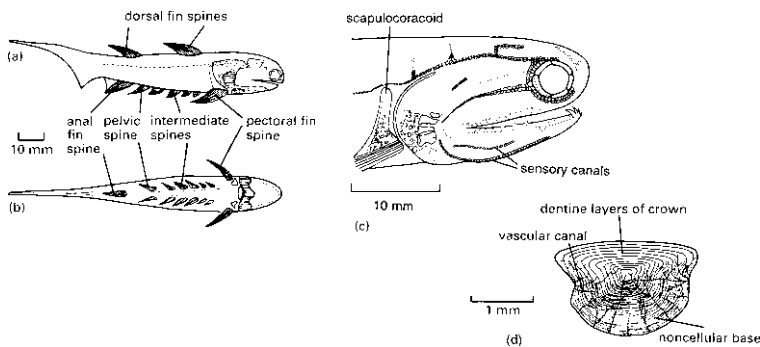 dorsal fin spines
(a)
anal fin spine
pelvic spine
intermediate spines
pectoral fin spine
10 mm
(b)
scapulocoracoid
sensory canals
10 mm
(c)
dentine layers of crown
vascular canal
1 mm
(d)
noncellular base